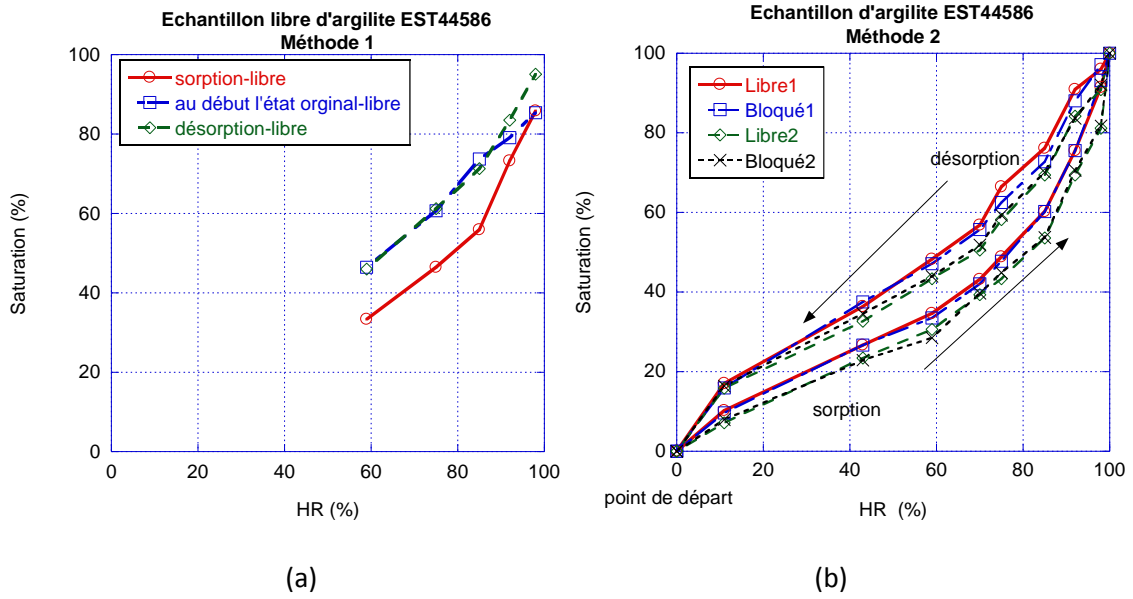 Echantillon libre d'argilite EST44586
Méthode 1
100
80
60
40
20
0
Saturation (%)
sorption-libre
au début l'état orginal-libre
désorption-libre
0 20 40 60 80 100
HR (%)
(a)
Echantillon d'argilite EST44586
Méthode 2
100
80
60
40
20
0
Saturation (%)
Libre1
Bloqué1
Libre2
Bloqué2
désorption
sorption
0 20 40 60 80 100
point de départ
HR (%)
(b)